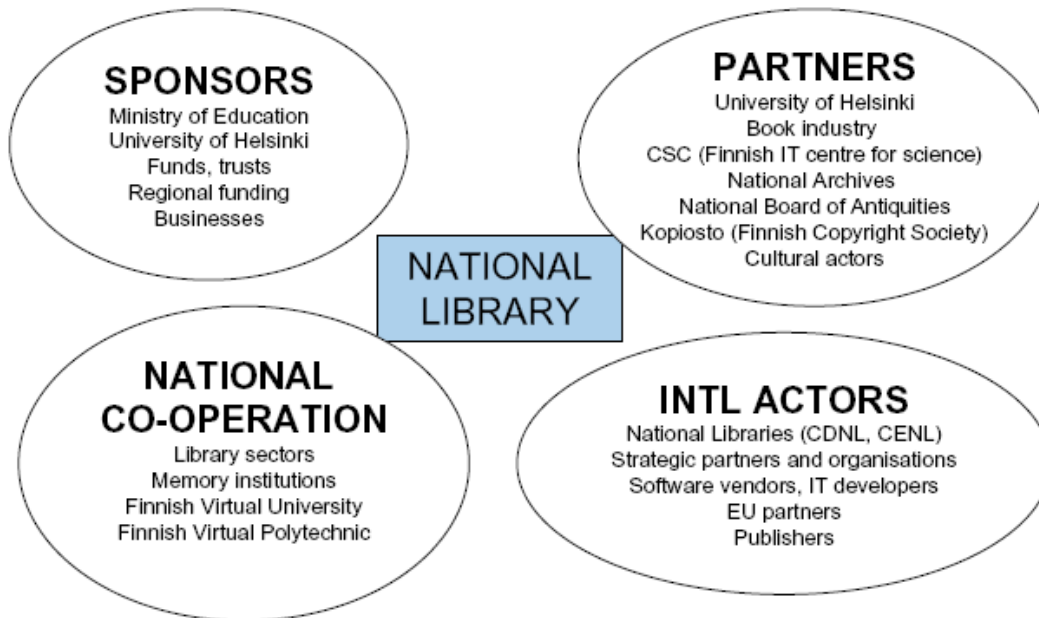 SPONSORS
Ministry of Education
University of Helsinki
Funds, trusts
Regional funding
Businesses
PARTNERS
University of Helsinki
Book industry
CSC (Finnish IT centre for science)
National Archives
National Board of Antiquities
Kopiosto (Finnish Copyright Society)
Cultural actors
NATIONAL
LIBRARY
NATIONAL
CO-OPERATION
Library sectors
Memory institutions
Finnish Virtual University
Finnish Virtual Polytechnic
INTL ACTORS
National Libraries (CDNL, CENL)
Strategic partners and organisations
Software vendors, IT developers
EU partners
Publishers